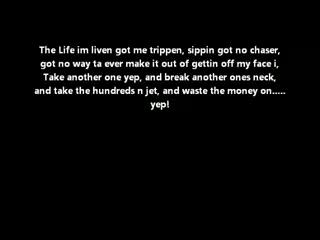 The Life im liven got me trippen, sippin got no chaser,
got no way ta ever make it out of gettin off my face i,
Take another one yep, and break another ones neck,
and take the hundreds n jet, and waste the money on.....
yep!